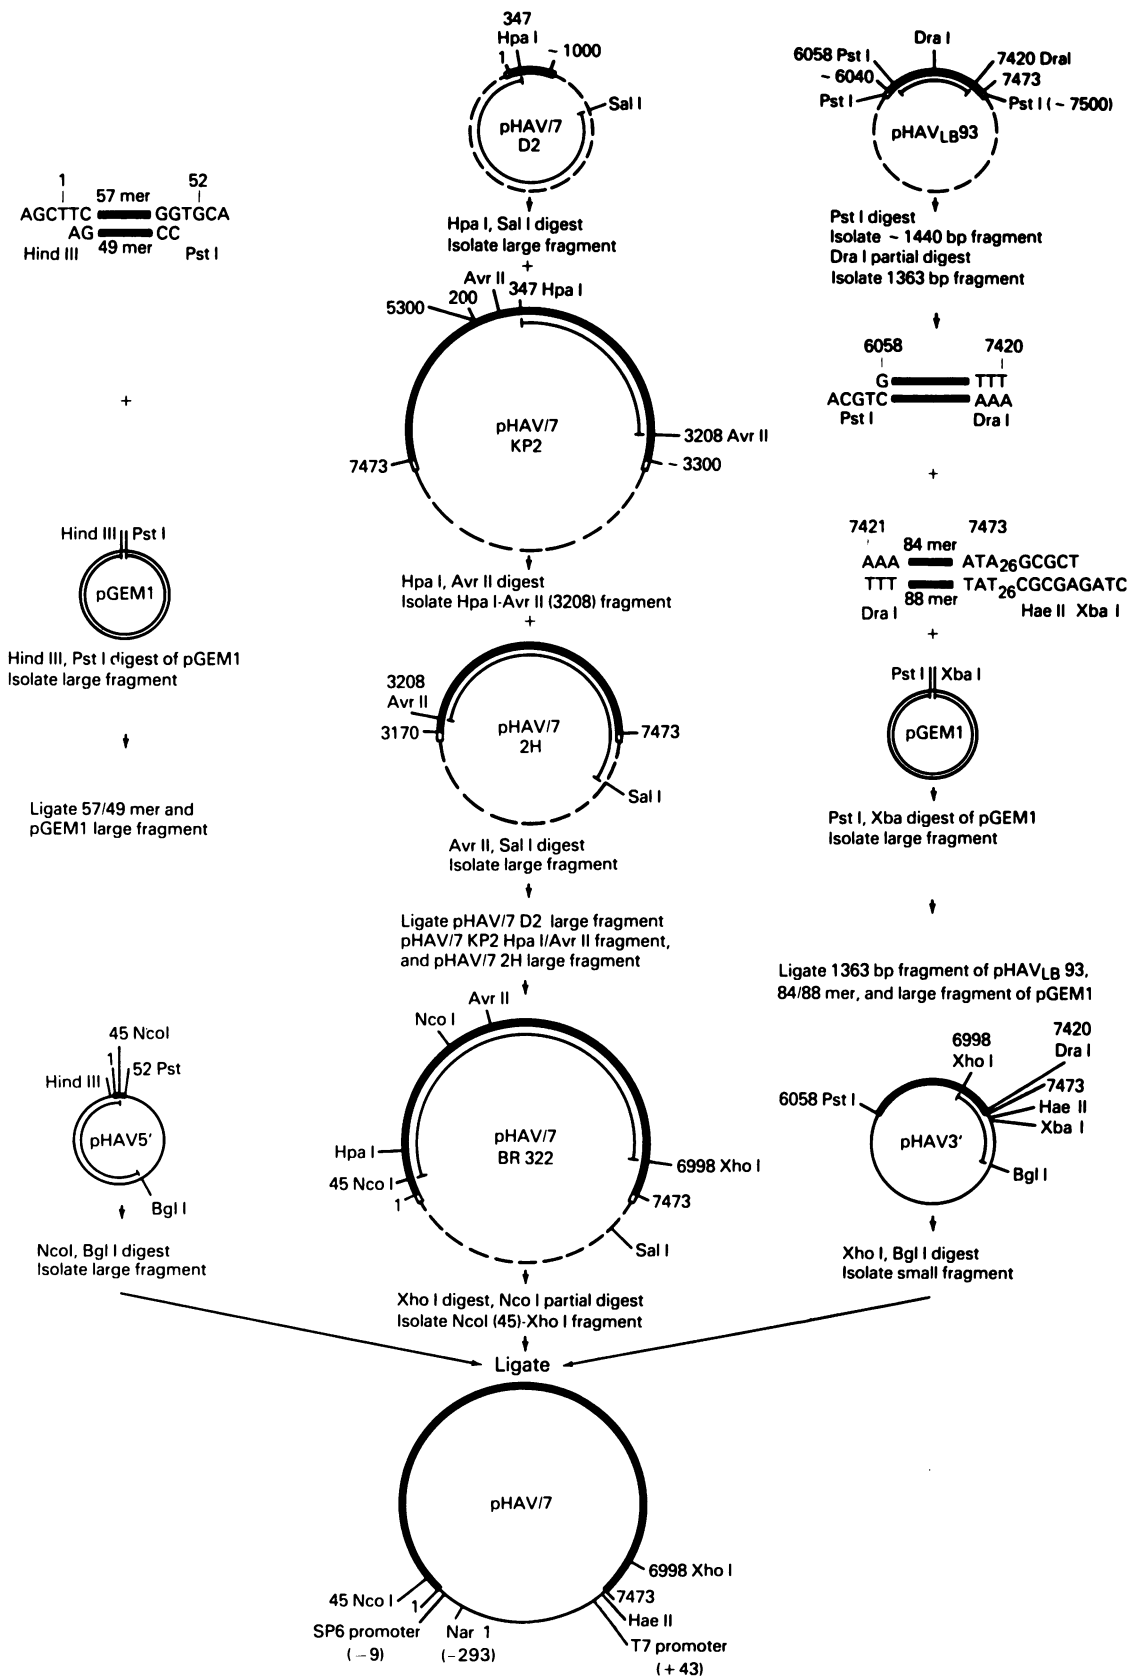 1
52
57 mer
AGCTTC GGTGCA
AG CC
49 mer
Hind III
Pst I
+
Hind III Pst I
pGEM1
Hind III, Pst I digest of pGEM1
Isolate large fragment
Ligate 57/49 mer and
pGEM1 large fragment
45 NcoI
1
52 Pst
Hind III
pHAV5'
Bgl I
NcoI, Bgl I digest
Isolate large fragment
347
Hpa I
1
~ 1000
Sal I
pHAV/7
D2
Hpa I, Sal I digest
Isolate large fragment
+
Avr II
347 Hpa I
200
5300
pHAV/7
KP2
3208 Avr II
~ 3300
7473
Hpa I, Avr II digest
Isolate Hpa I-Avr II (3208) fragment
+
3208
Avr II
3170
pHAV/7
2H
7473
Sal I
Avr II, Sal I digest
Isolate large fragment
Ligate pHAV/7 D2 large fragment
pHAV/7 KP2 Hpa I/Avr II fragment,
and pHAV/7 2H large fragment
Avr II
Nco I
pHAV/7
BR 322
Hpa I
45 Nco I
1
6998 Xho I
7473
Sal I
Xho I digest, Nco I partial digest
Isolate NcoI (45)-Xho I fragment
Dra I
6058 Pst I
~ 6040
Pst I
7420 DraI
7473
Pst I (~ 7500)
pHAVLB93
Pst I digest
Isolate ~ 1440 bp fragment
Dra I partial digest
Isolate 1363 bp fragment
6058
7420
G TTT
ACGTC AAA
Pst I
Dra I
+
7421
7473
84 mer
AAA ATA26GCGCT
TTT TAT26CGCGAGATC
88 mer
Dra I
Hae II Xba I
+
Pst I Xba I
pGEM1
Pst I, Xba digest of pGEM1
Isolate large fragment
Ligate 1363 bp fragment of pHAVLB 93,
84/88 mer, and large fragment of pGEM1
6998
Xho I
7420
Dra I
6058 Pst I
7473
Hae II
Xba I
pHAV3'
Bgl I
Xho I, Bgl I digest
Isolate small fragment
Ligate
pHAV/7
6998 Xho I
45 Nco I
1
7473
SP6 promoter
(-9)
Nar 1
(-293)
Hae II
T7 promoter
(+43)